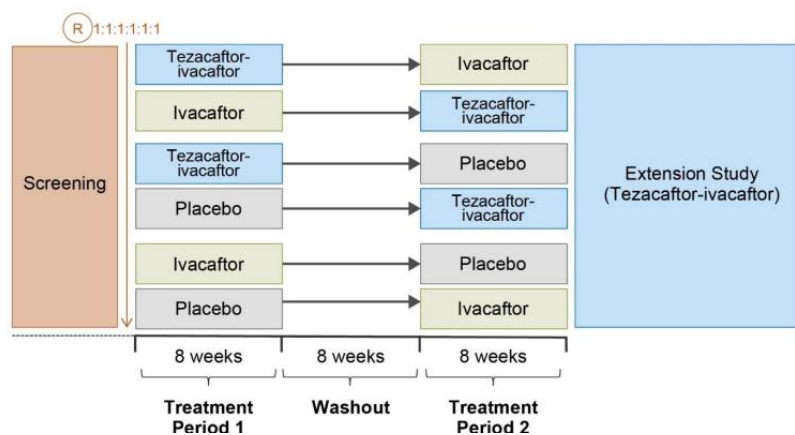 R 1:1:1:1:1:1
Screening
Tezacaftor-
ivacaftor
Ivacaftor
Ivacaftor
Tezacaftor-
ivacaftor
Tezacaftor-
ivacaftor
Placebo
Placebo
Tezacaftor-
ivacaftor
Ivacaftor
Placebo
Placebo
Ivacaftor
Extension Study
(Tezacaftor-ivacaftor)
8 weeks
8 weeks
8 weeks
Treatment
Period 1
Washout
Treatment
Period 2